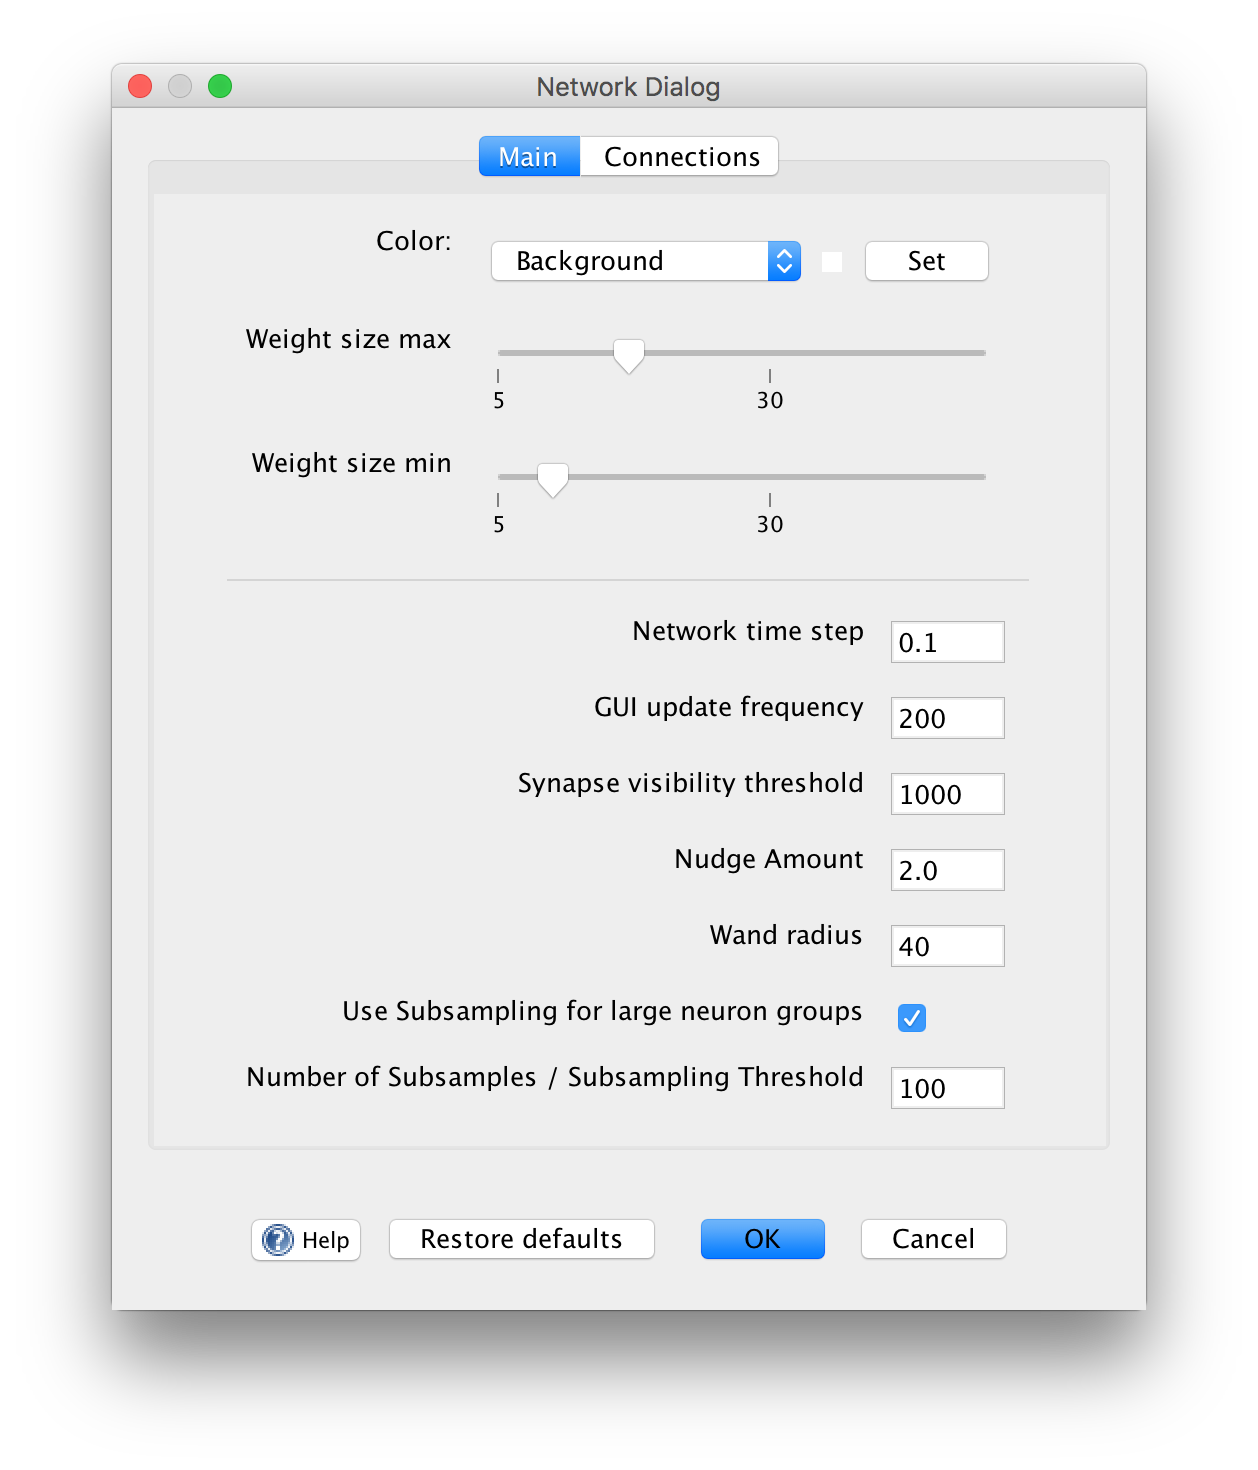 Network Dialog
Main Connections
Color: Background Set
Weight size max
5 30
Weight size min
5 30
Network time step 0.1
GUI update frequency 200
Synapse visibility threshold 1000
Nudge Amount 2.0
Wand radius 40
Use Subsampling for large neuron groups
Number of Subsamples / Subsampling Threshold 100
? Help Restore defaults OK Cancel